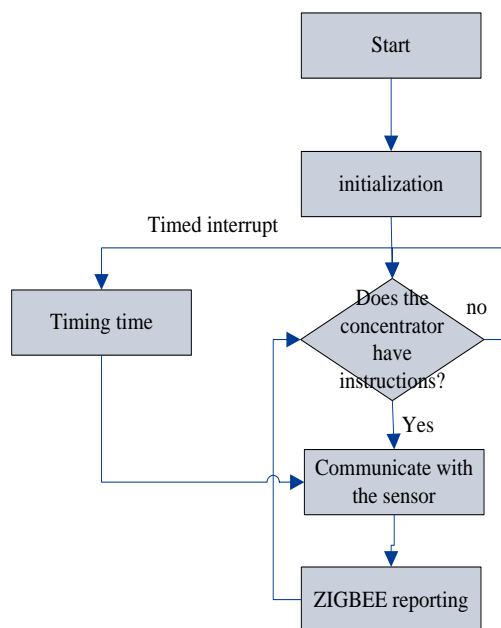 Start
initialization
Timed interrupt
Timing time
Does the
concentrator
have
instructions?
no
Yes
Communicate with
the sensor
ZIGBEE reporting